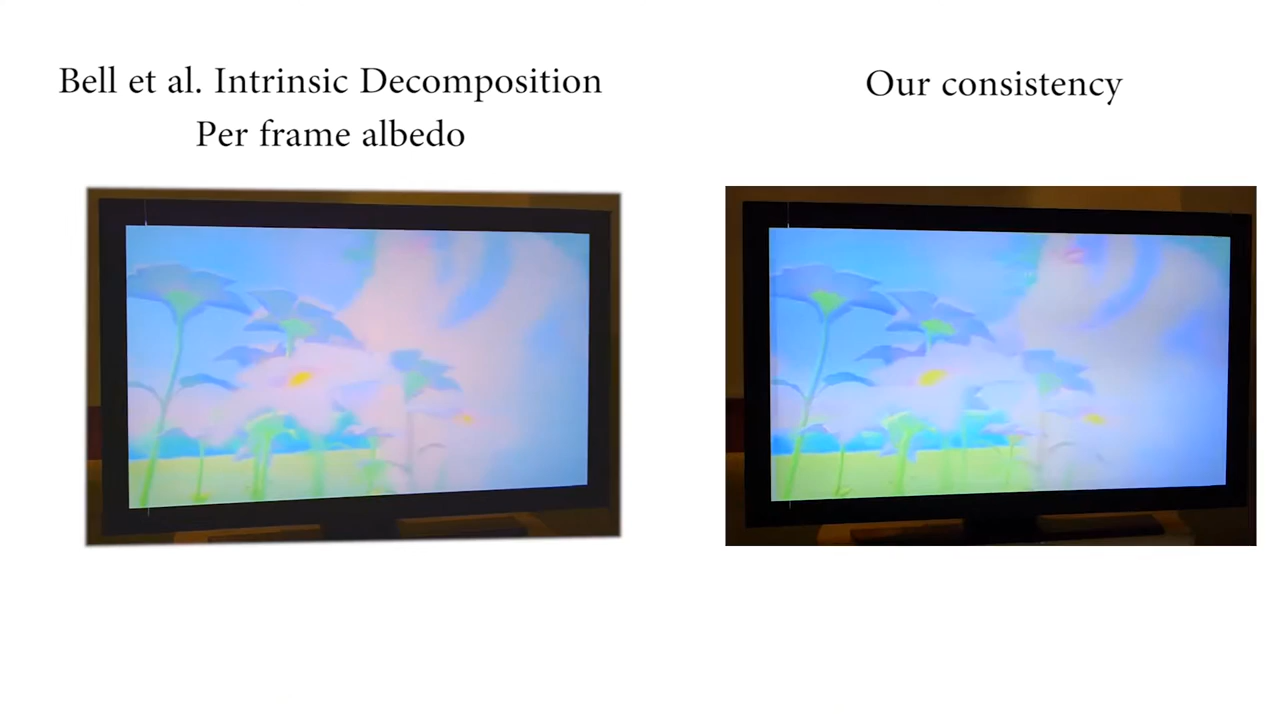 Bell et al. Intrinsic Decomposition
Per frame albedo
Our consistency